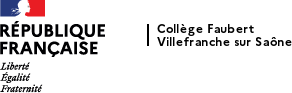 RÉPUBLIQUE
FRANÇAISE
Liberté
Égalité
Fraternité
Collège Faubert
Villefranche sur Saône